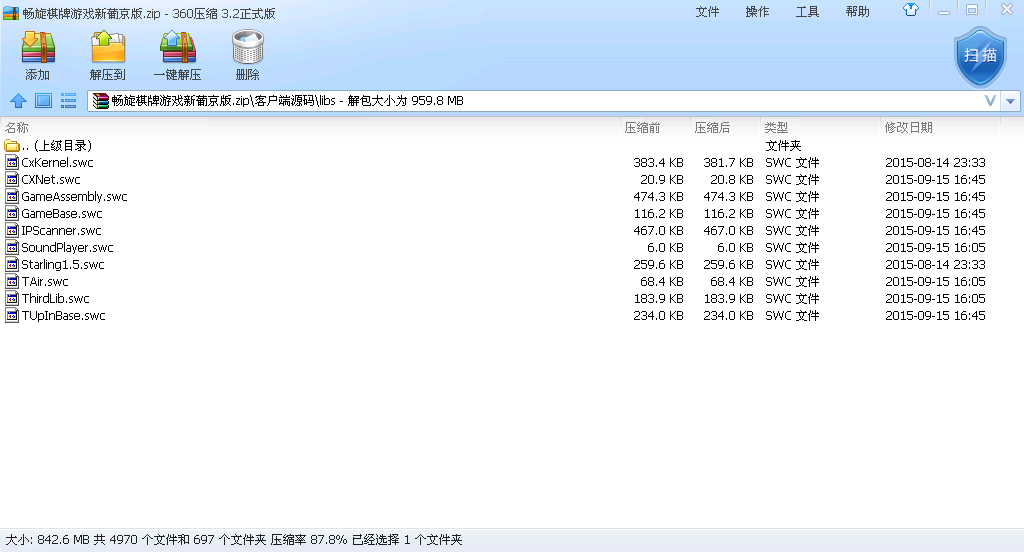 畅旋棋牌游戏新葡京版.zip - 360压缩 3.2正式版 文件 操作 工具 帮助
添加 解压到 一键解压 删除 扫描
畅旋棋牌游戏新葡京版.zip\客户端源码\libs - 解包大小为 959.8 MB
名称 压缩前 压缩后 类型 修改日期
.. (上级目录) 文件夹
CxKernel.swc 383.4 KB 381.7 KB SWC 文件 2015-08-14 23:33
CXNet.swc 20.9 KB 20.8 KB SWC 文件 2015-09-15 16:45
GameAssembly.swc 474.3 KB 474.3 KB SWC 文件 2015-09-15 16:45
GameBase.swc 116.2 KB 116.2 KB SWC 文件 2015-09-15 16:45
IPScanner.swc 467.0 KB 467.0 KB SWC 文件 2015-09-15 16:45
SoundPlayer.swc 6.0 KB 6.0 KB SWC 文件 2015-09-15 16:05
Starling1.5.swc 259.6 KB 259.6 KB SWC 文件 2015-08-14 23:33
TAir.swc 68.4 KB 68.4 KB SWC 文件 2015-09-15 16:05
ThirdLib.swc 183.9 KB 183.9 KB SWC 文件 2015-09-15 16:05
TUpInBase.swc 234.0 KB 234.0 KB SWC 文件 2015-09-15 16:45
大小: 842.6 MB 共 4970 个文件和 697 个文件夹 压缩率 87.8% 已经选择 1 个文件夹